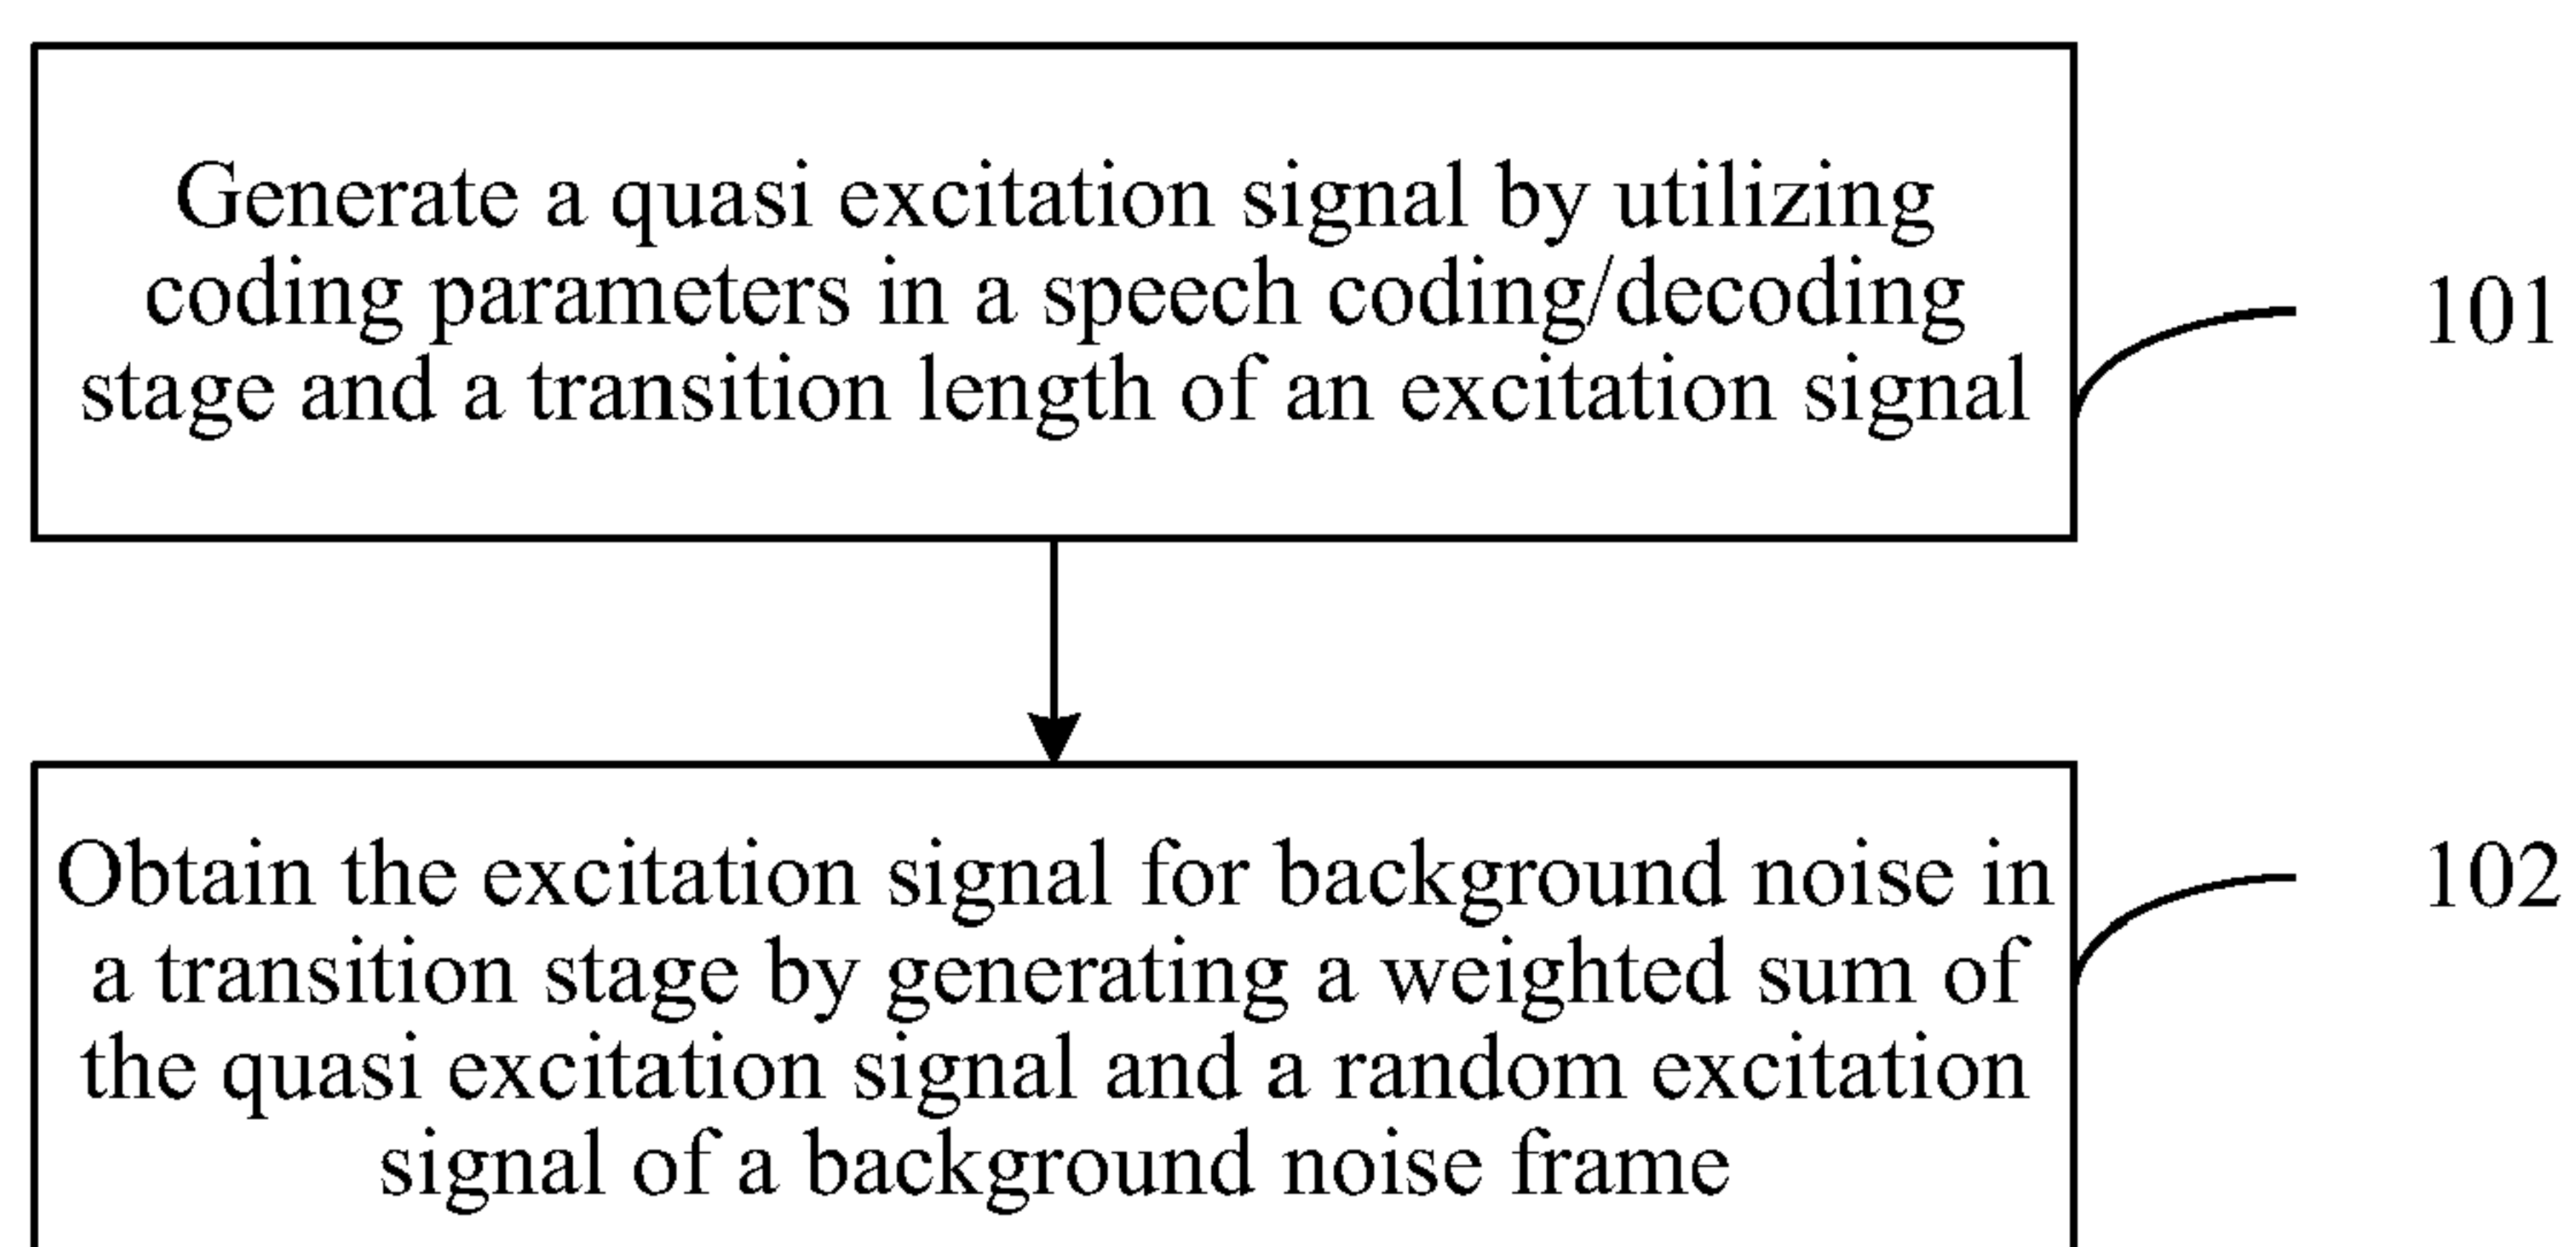 Generate a quasi excitation signal by utilizing
coding parameters in a speech coding/decoding
stage and a transition length of an excitation signal
101
Obtain the excitation signal for background noise in
a transition stage by generating a weighted sum of
the quasi excitation signal and a random excitation
signal of a background noise frame
102